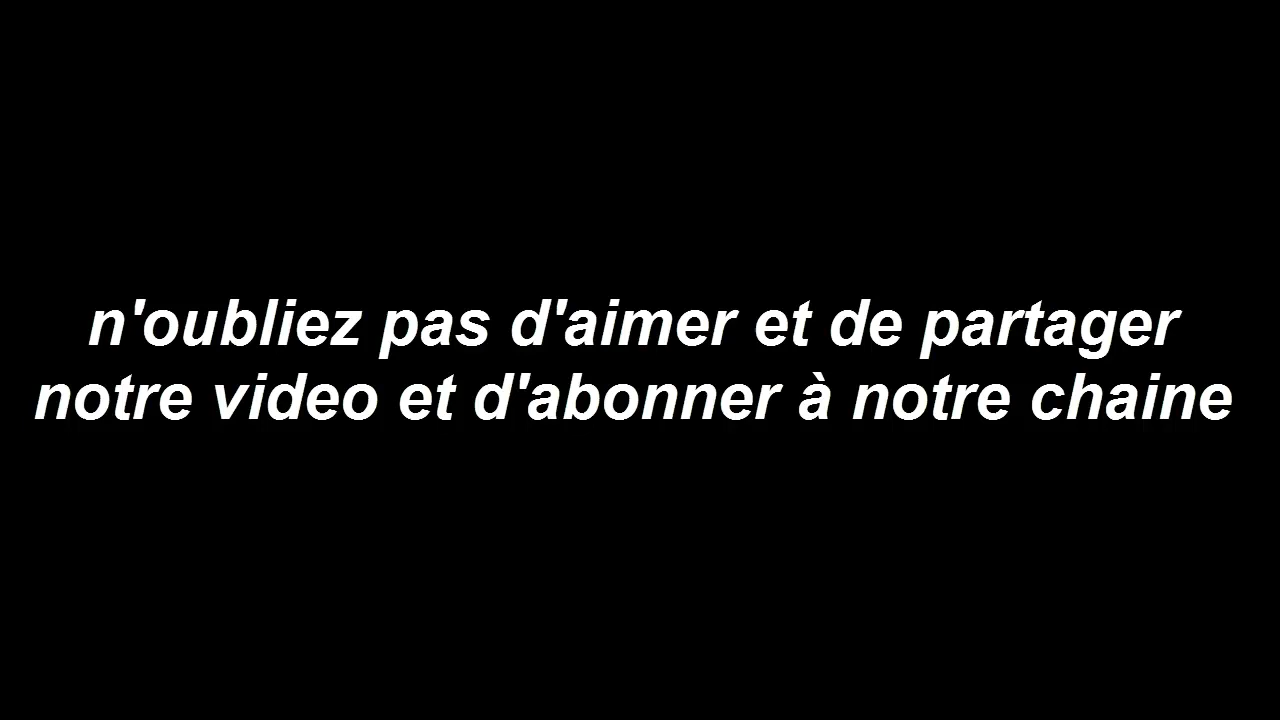 n'oubliez pas d'aimer et de partager
notre video et d'abonner à notre chaine